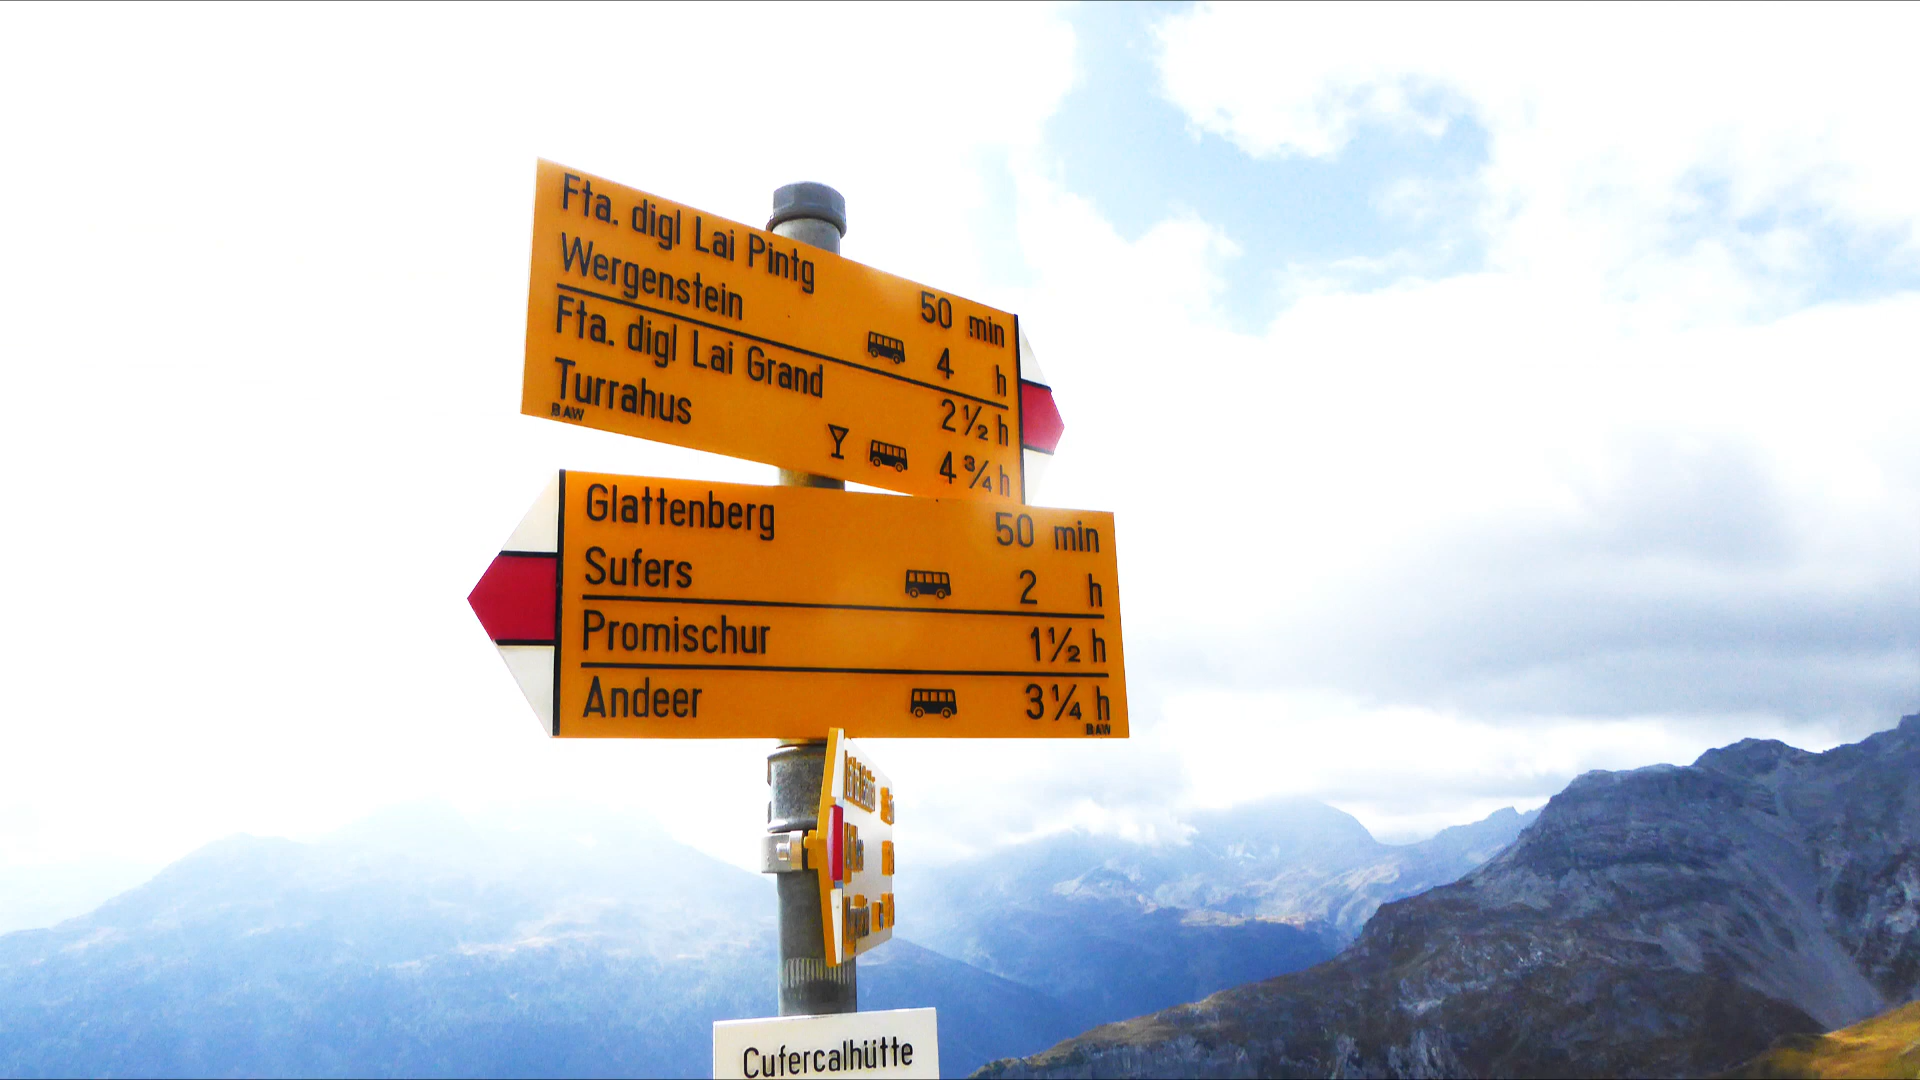 Fta. digl Lai Pintg 50 min
Wergenstein 4 h
Fta. digl Lai Grand 2½ h
Turrahus 4¾ h
BAW
Glattenberg 50 min
Sufers 2 h
Promischur 1½ h
Andeer 3¼ h
BAW
Cufercalhütte